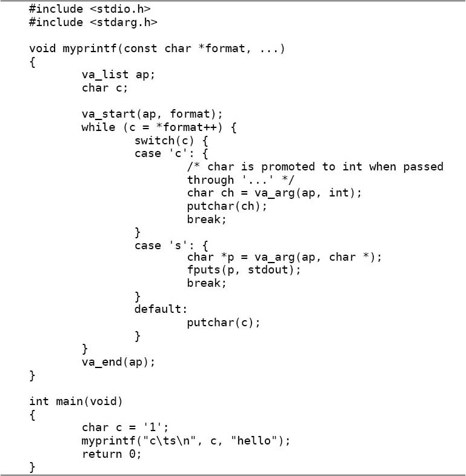 #include <stdio.h>
#include <stdarg.h>

void myprintf(const char *format, ...)
{
        va_list ap;
        char c;

        va_start(ap, format);
        while (c = *format++) {
                switch(c) {
                case 'c': {
                        /* char is promoted to int when passed
                        through '...' */
                        char ch = va_arg(ap, int);
                        putchar(ch);
                        break;
                }
                case 's': {
                        char *p = va_arg(ap, char *);
                        fputs(p, stdout);
                        break;
                }
                default:
                        putchar(c);
                }
        }
        va_end(ap);
}

int main(void)
{
        char c = '1';
        myprintf("c\ts\n", c, "hello");
        return 0;
}